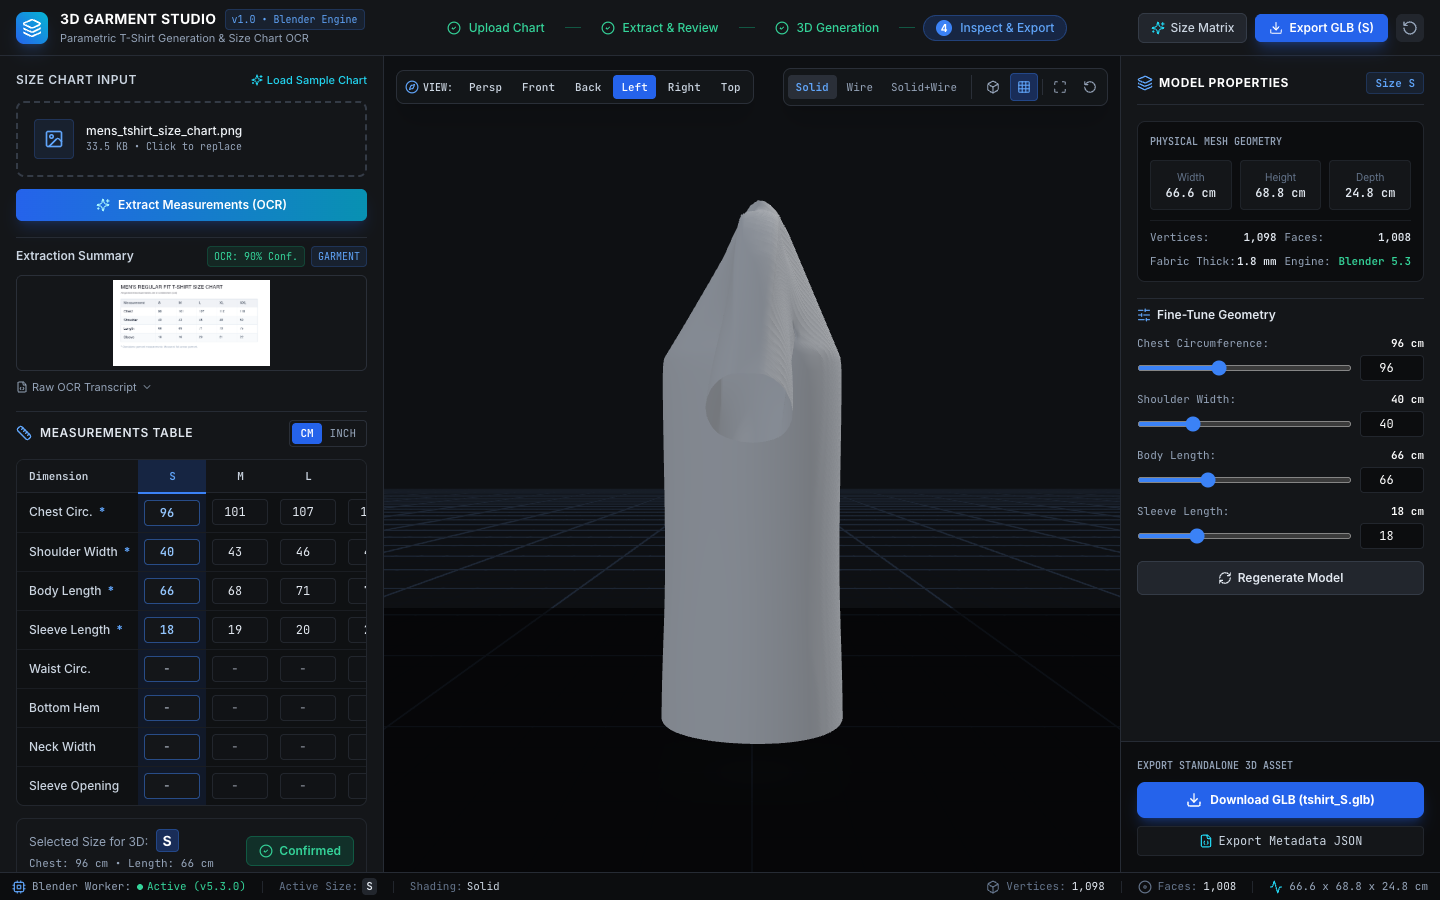 3D GARMENT STUDIO
v1.0 • Blender Engine
Parametric T-Shirt Generation & Size Chart OCR
Upload Chart
Extract & Review
3D Generation
4 Inspect & Export
Size Matrix
Export GLB (S)
SIZE CHART INPUT
Load Sample Chart
mens_tshirt_size_chart.png
33.5 KB • Click to replace
Extract Measurements (OCR)
Extraction Summary
OCR: 90% Conf.
GARMENT
MEN'S REGULAR FIT T-SHIRT SIZE CHART
Raw OCR Transcript
MEASUREMENTS TABLE
CM INCH
Dimension S M L
Chest Circ. * 96 101 107 1
Shoulder Width * 40 43 46
Body Length * 66 68 71
Sleeve Length * 18 19 20
Waist Circ. - - -
Bottom Hem - - -
Neck Width - - -
Sleeve Opening - - -
Selected Size for 3D: S
Chest: 96 cm • Length: 66 cm
Confirmed
VIEW: Persp Front Back Left Right Top
Solid Wire Solid+Wire
MODEL PROPERTIES
Size S
PHYSICAL MESH GEOMETRY
Width Height Depth
66.6 cm 68.8 cm 24.8 cm
Vertices: 1,098 Faces: 1,008
Fabric Thick: 1.8 mm Engine: Blender 5.3
Fine-Tune Geometry
Chest Circumference: 96 cm
96
Shoulder Width: 40 cm
40
Body Length: 66 cm
66
Sleeve Length: 18 cm
18
Regenerate Model
EXPORT STANDALONE 3D ASSET
Download GLB (tshirt_S.glb)
Export Metadata JSON
Blender Worker: Active (v5.3.0) Active Size: S Shading: Solid Vertices: 1,098 Faces: 1,008 66.6 x 68.8 x 24.8 cm